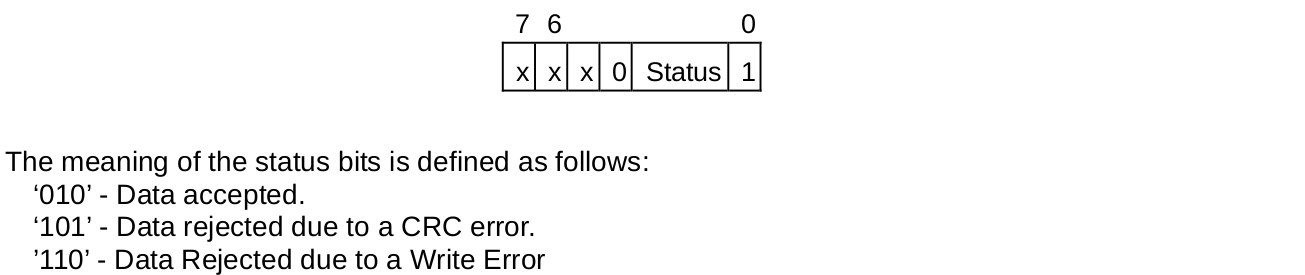 7 6 0
x x x 0 Status 1
The meaning of the status bits is defined as follows:
‘010’ - Data accepted.
‘101’ - Data rejected due to a CRC error.
’110’ - Data Rejected due to a Write Error